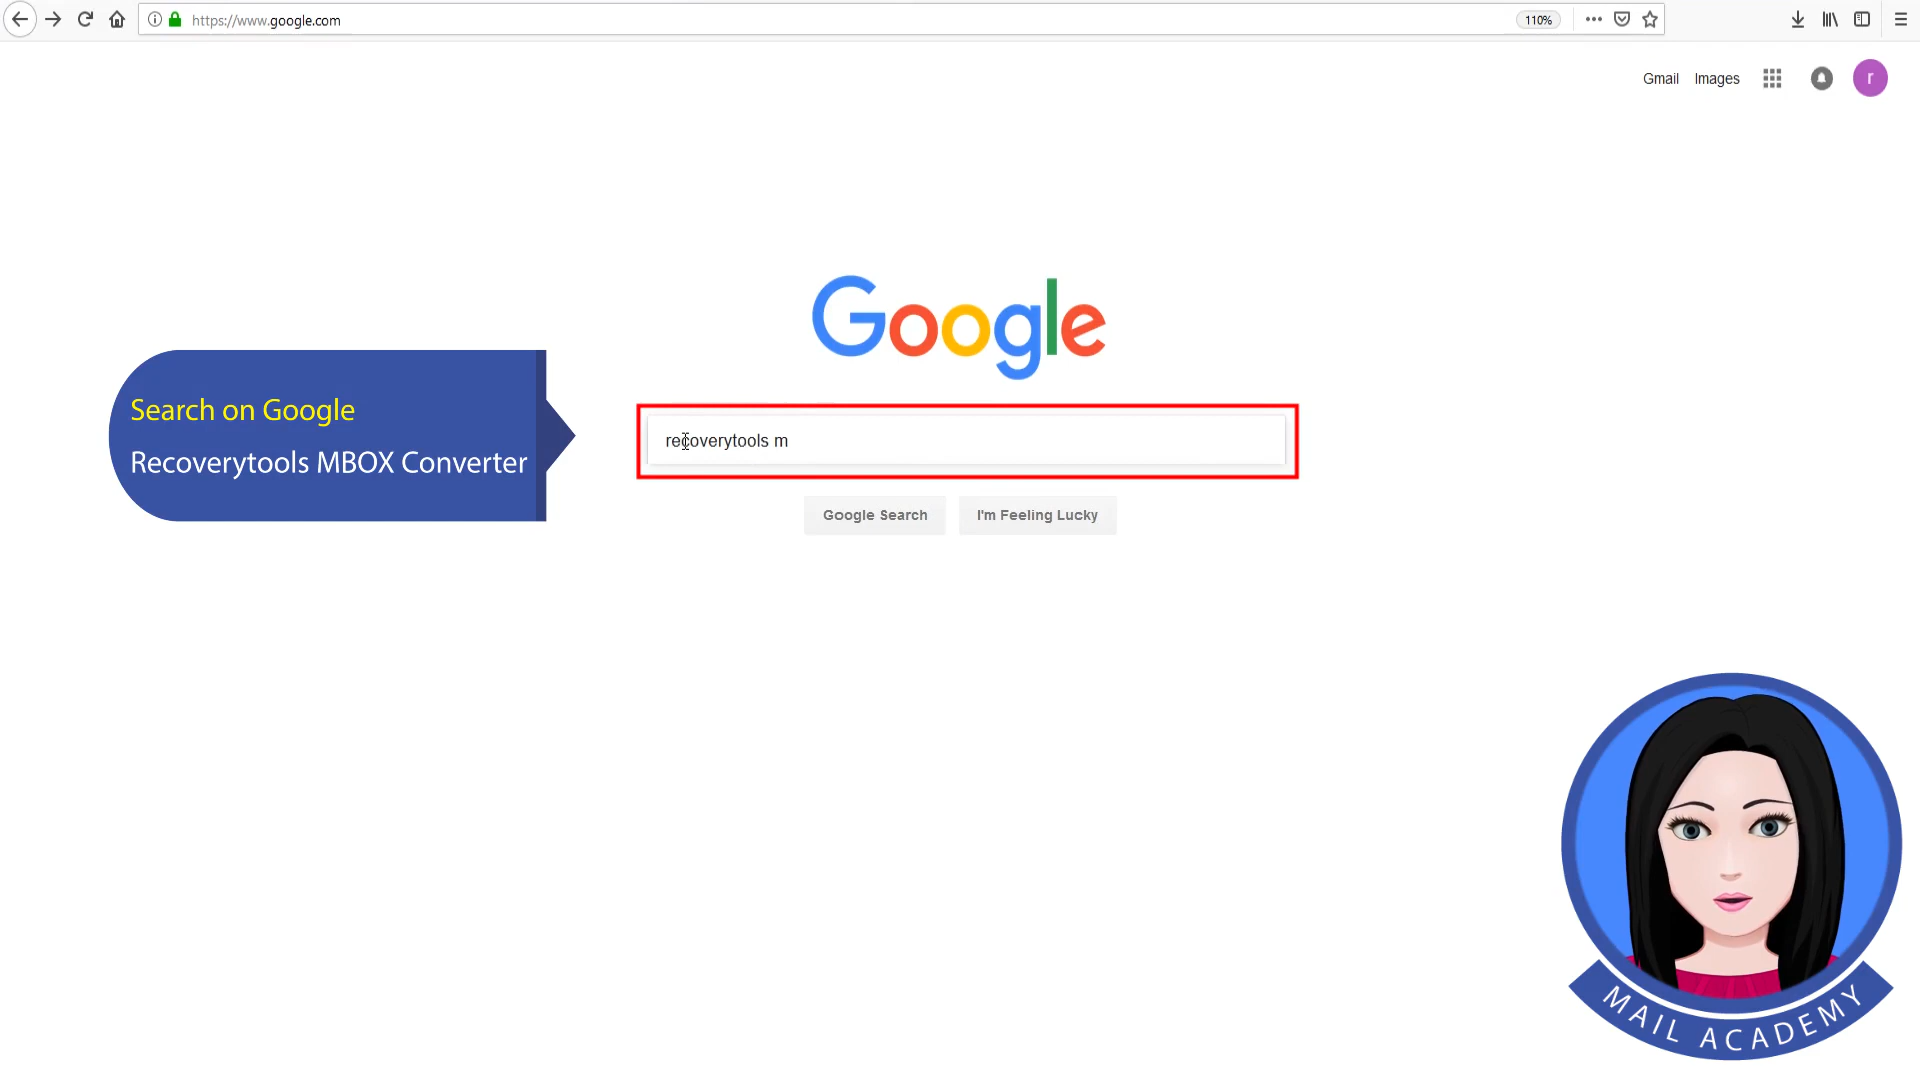 https://www.google.com
110%
Gmail Images
r
Google
Search on Google
Recoverytools MBOX Converter
recoverytools m
Google Search
I'm Feeling Lucky
MAIL ACADEMY